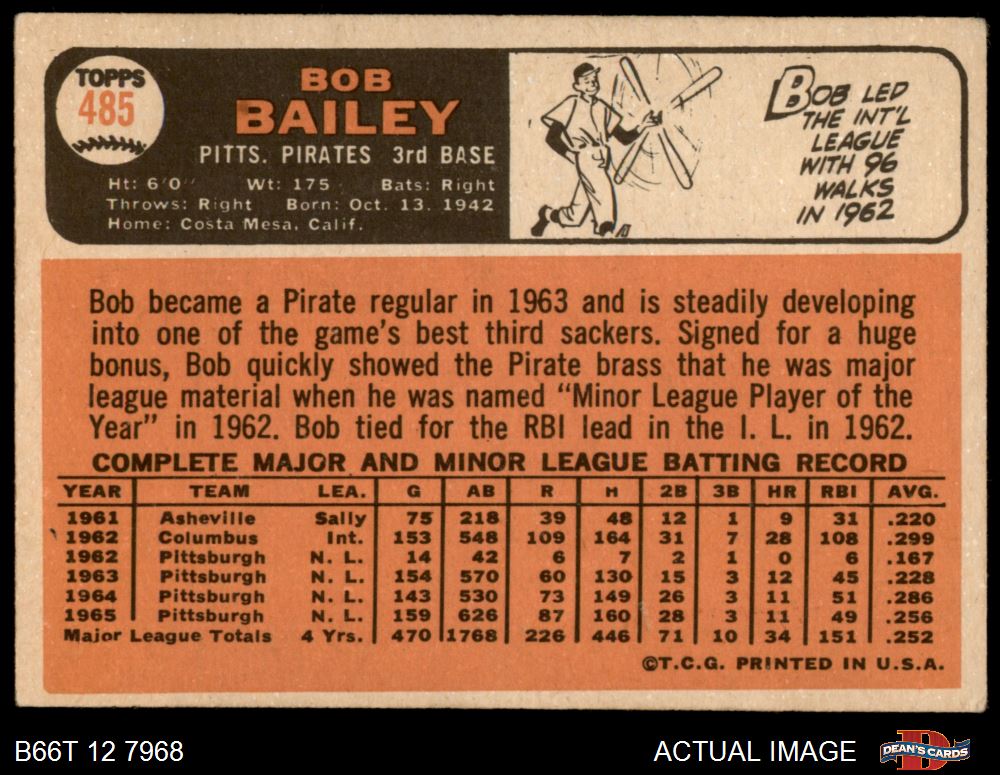 TOPPS
485
BOB
BAILEY
PITTS. PIRATES 3rd BASE
Ht: 6'0" Wt: 175 Bats: Right
Throws: Right Born: Oct. 13. 1942
Home: Costa Mesa, Calif.
BOB LED
THE INT'L
LEAGUE
WITH 96
WALKS
IN 1962
Bob became a Pirate regular in 1963 and is steadily developing
into one of the game's best third sackers. Signed for a huge
bonus, Bob quickly showed the Pirate brass that he was major
league material when he was named "Minor League Player of the
Year" in 1962. Bob tied for the RBI lead in the I. L. in 1962.
COMPLETE MAJOR AND MINOR LEAGUE BATTING RECORD
YEAR TEAM LEA. G AB R H 2B 3B HR RBI AVG.
1961 Asheville Sally 75 218 39 48 12 1 9 31 .220
1962 Columbus Int. 153 548 109 164 31 7 28 108 .299
1962 Pittsburgh N. L. 14 42 6 7 2 1 0 6 .167
1963 Pittsburgh N. L. 154 570 60 130 15 3 12 45 .228
1964 Pittsburgh N. L. 143 530 73 149 26 3 11 51 .286
1965 Pittsburgh N. L. 159 626 87 160 28 3 11 49 .256
Major League Totals 4 Yrs. 470 1768 226 446 71 10 34 151 .252
©T.C.G. PRINTED IN U.S.A.
B66T 12 7968
ACTUAL IMAGE
DEAN'S CARDS